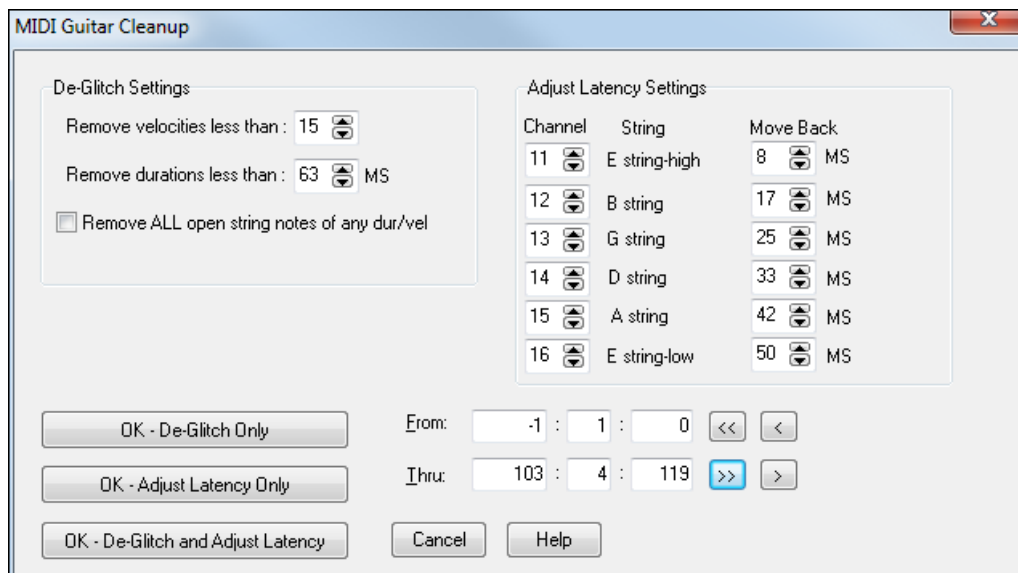 MIDI Guitar Cleanup
De-Glitch Settings
Remove velocities less than : 15
Remove durations less than : 63 MS
Remove ALL open string notes of any dur/vel
Adjust Latency Settings
Channel String Move Back
11 E string-high 8 MS
12 B string 17 MS
13 G string 25 MS
14 D string 33 MS
15 A string 42 MS
16 E string-low 50 MS
OK - De-Glitch Only
OK - Adjust Latency Only
OK - De-Glitch and Adjust Latency
From: -1 : 1 : 0 << <
Thru: 103 : 4 : 119 >> >
Cancel Help